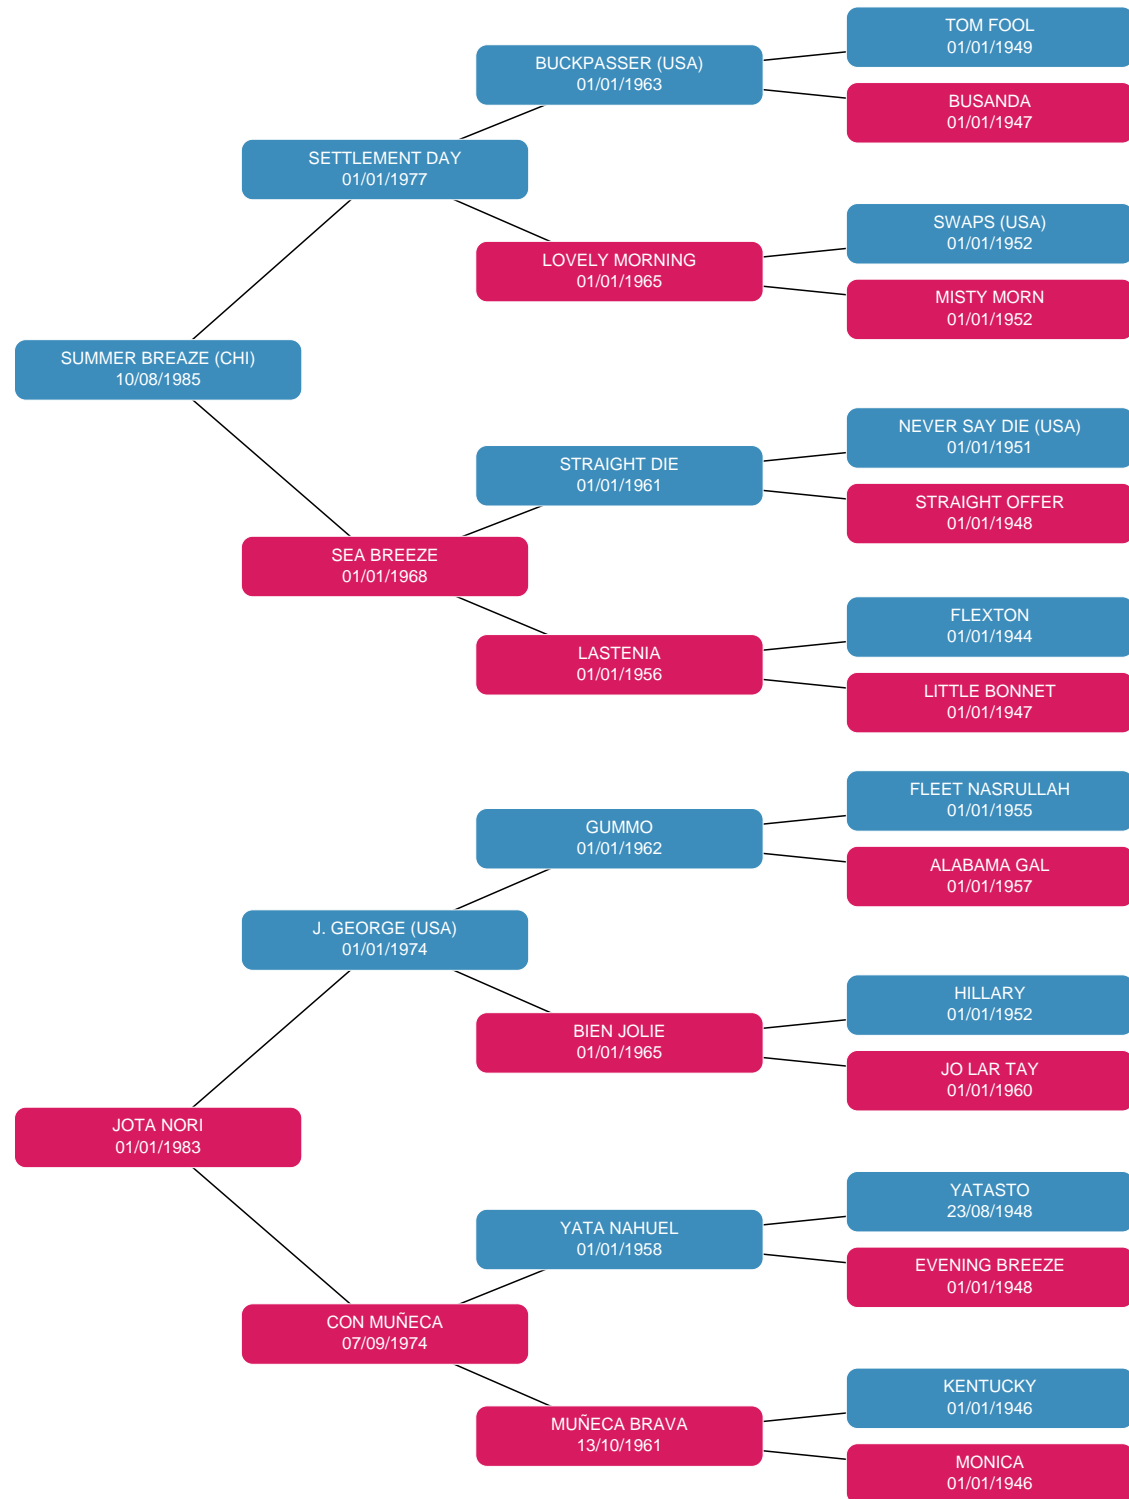 TOM FOOL
01/01/1949
BUCKPASSER (USA)
01/01/1963
BUSANDA
01/01/1947
SETTLEMENT DAY
01/01/1977
SWAPS (USA)
01/01/1952
LOVELY MORNING
01/01/1965
MISTY MORN
01/01/1952
SUMMER BREAZE (CHI)
10/08/1985
NEVER SAY DIE (USA)
01/01/1951
STRAIGHT DIE
01/01/1961
STRAIGHT OFFER
01/01/1948
SEA BREEZE
01/01/1968
FLEXTON
01/01/1944
LASTENIA
01/01/1956
LITTLE BONNET
01/01/1947
FLEET NASRULLAH
01/01/1955
GUMMO
01/01/1962
ALABAMA GAL
01/01/1957
J. GEORGE (USA)
01/01/1974
HILLARY
01/01/1952
BIEN JOLIE
01/01/1965
JO LAR TAY
01/01/1960
JOTA NORI
01/01/1983
YATASTO
23/08/1948
YATA NAHUEL
01/01/1958
EVENING BREEZE
01/01/1948
CON MUÑECA
07/09/1974
KENTUCKY
01/01/1946
MUÑECA BRAVA
13/10/1961
MONICA
01/01/1946